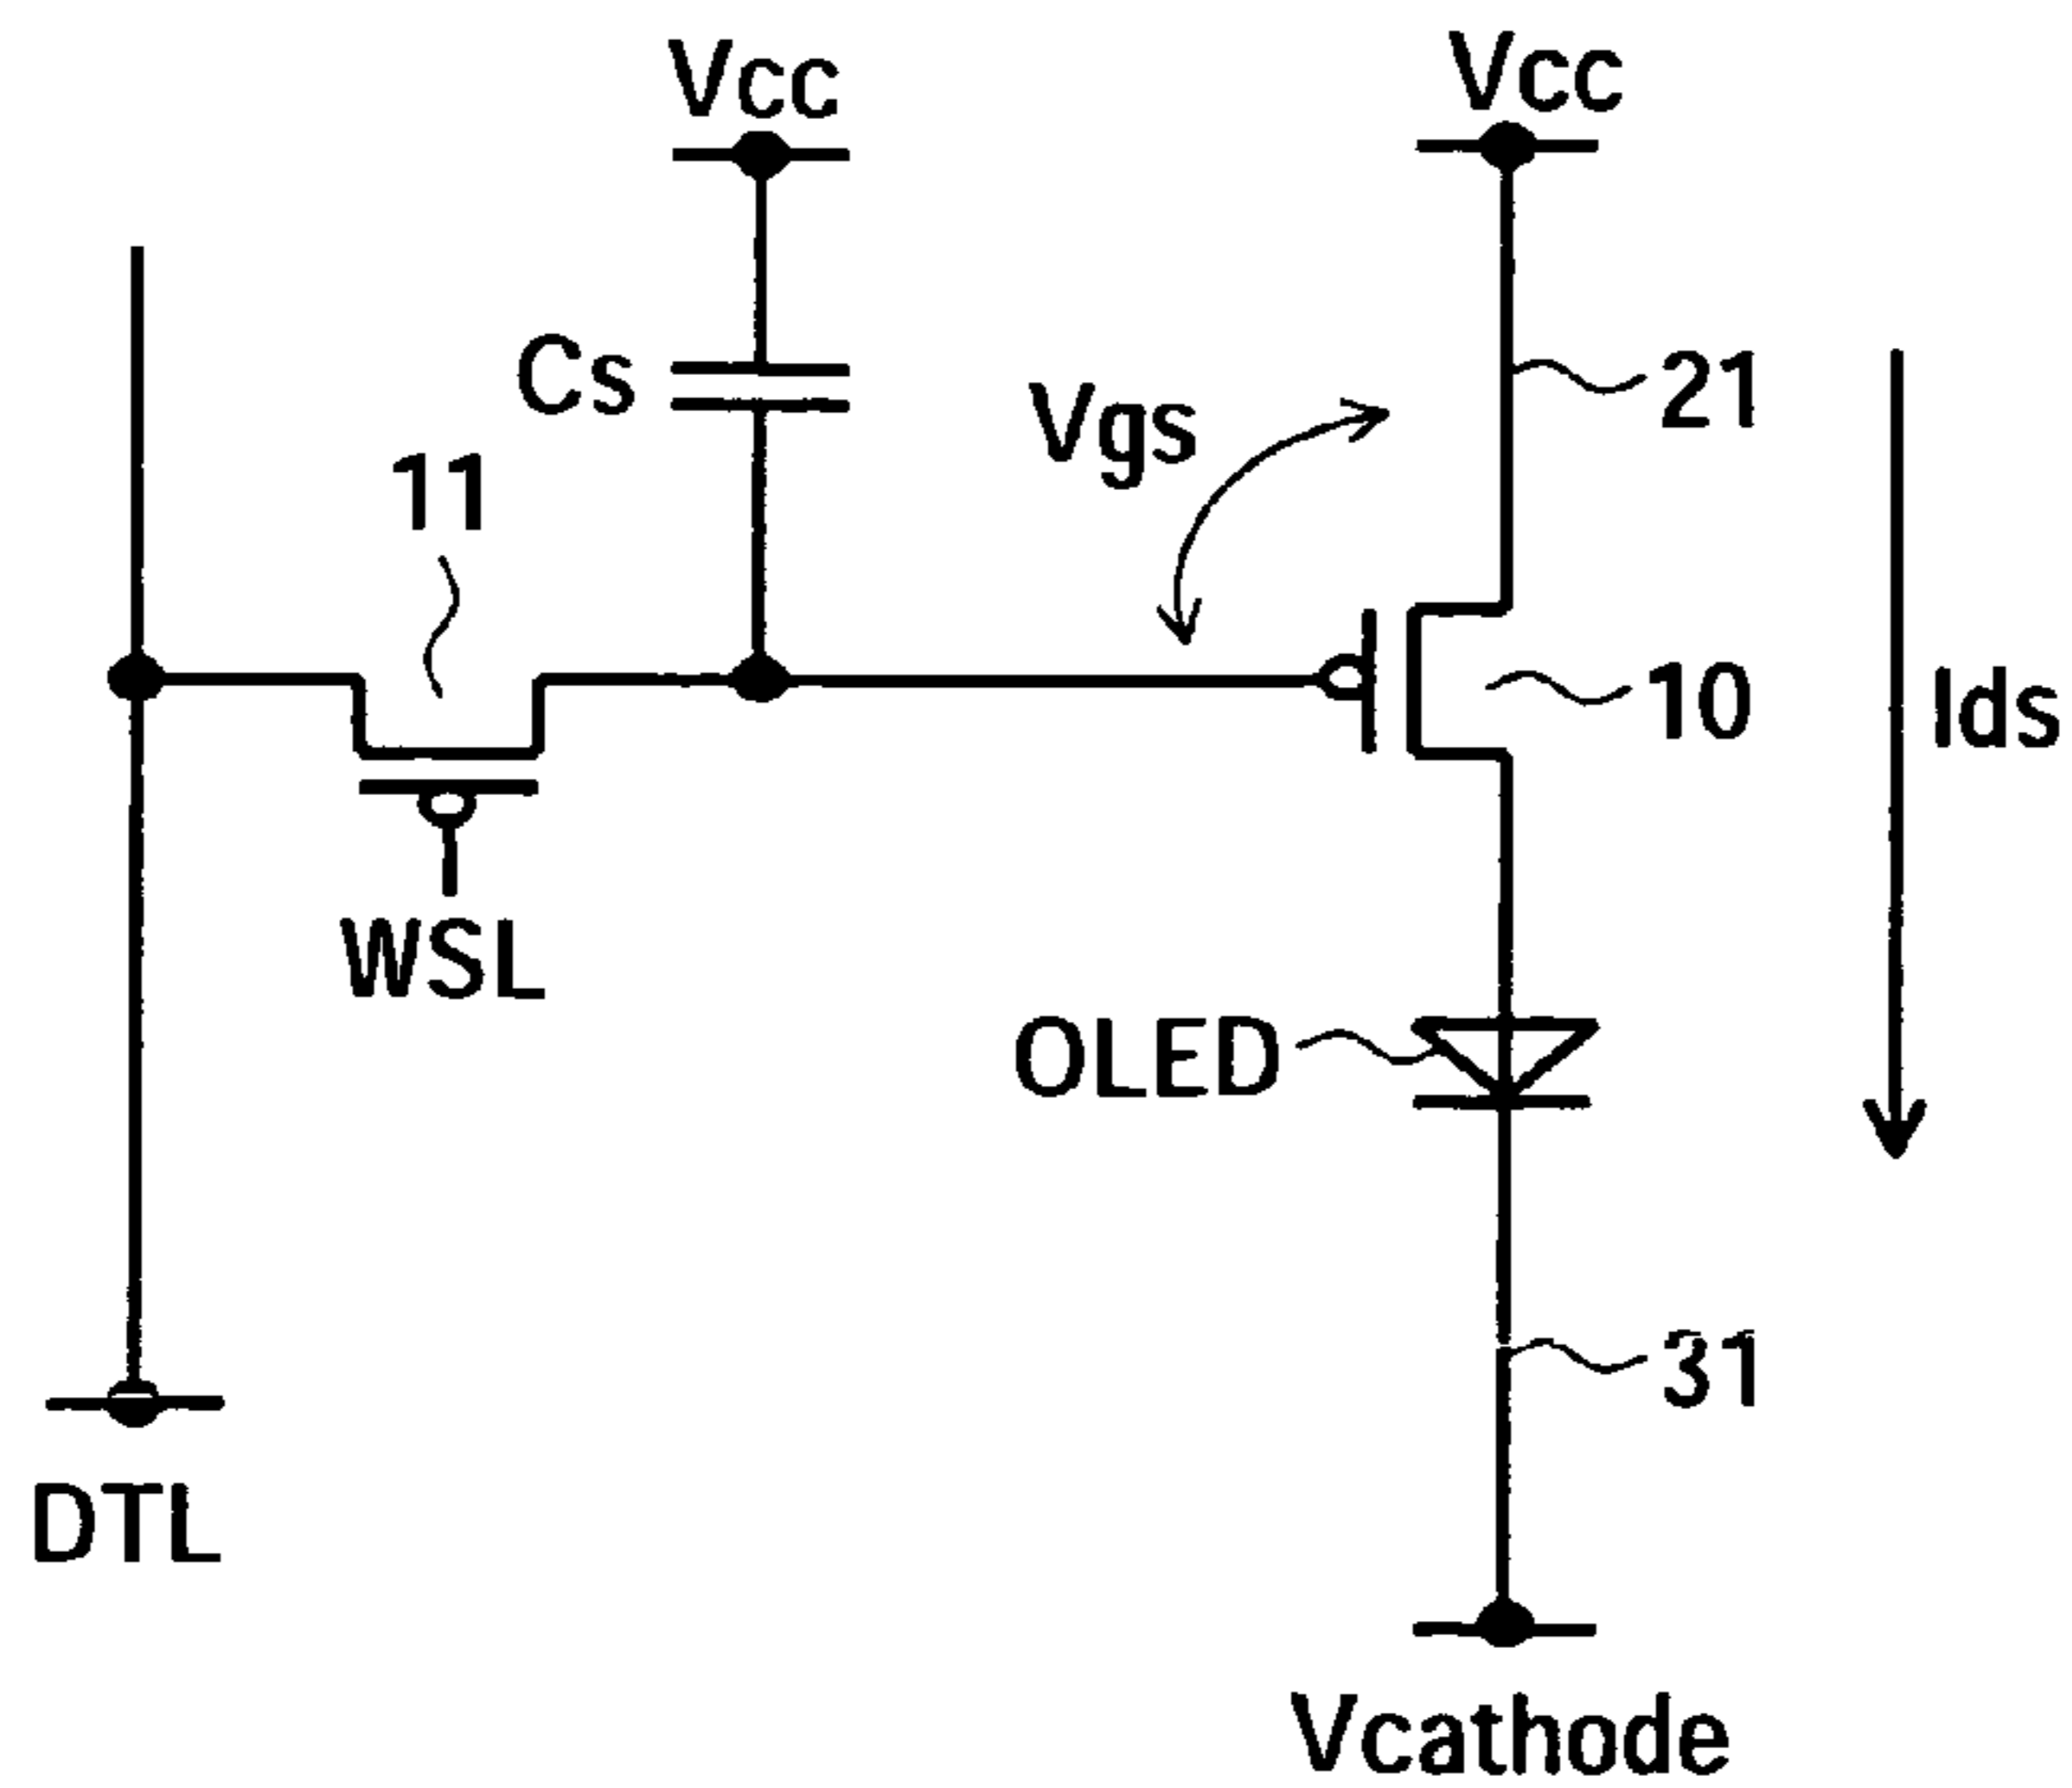 Vcc
Vcc
Cs
21
Vgs
11
10
Ids
WSL
OLED
31
DTL
Vcathode